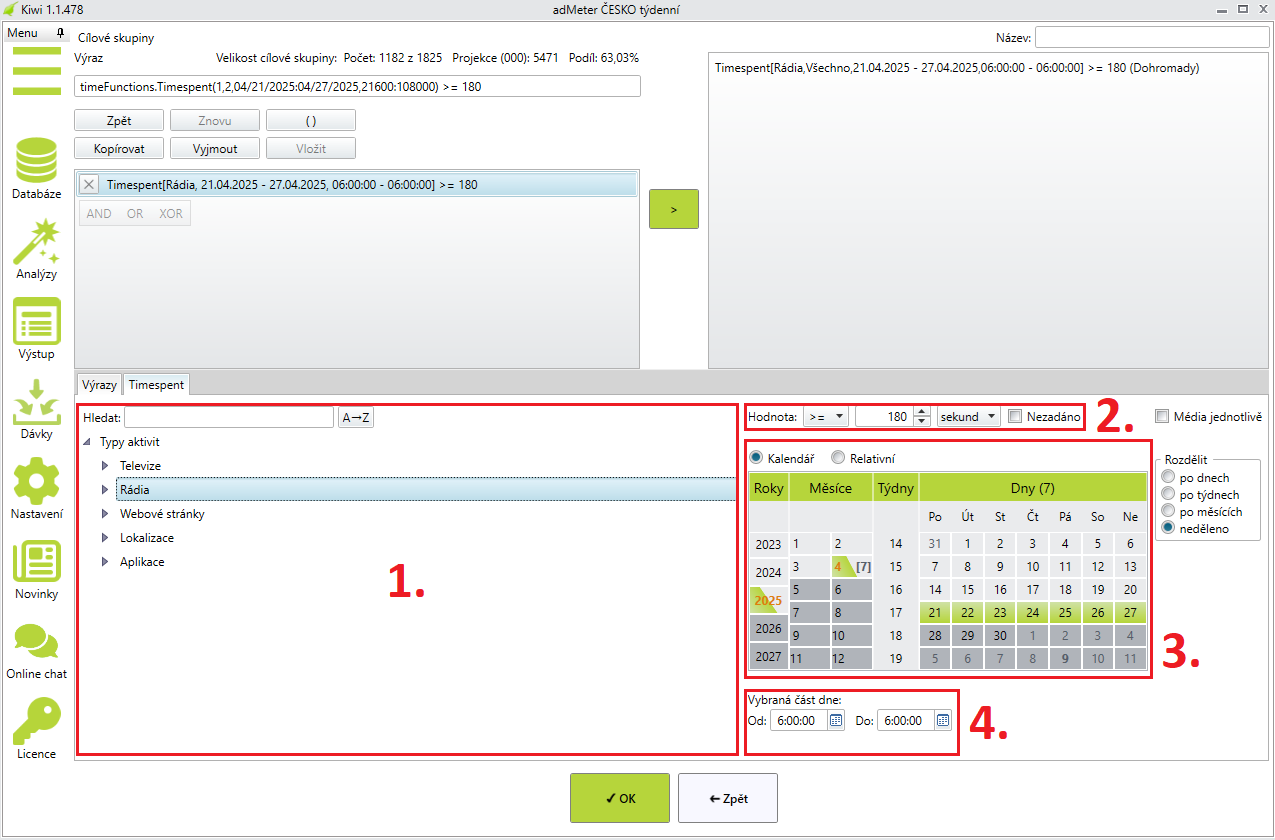 Kiwi 1.1.478
adMeter ČESKO týdenní
Menu
Databáze
Analýzy
Výstup
Dávky
Nastavení
Novinky
Online chat
Licence
Cílové skupiny
Název:
Výraz
Velikost cílové skupiny: Počet: 1182 z 1825 Projekce (000): 5471 Podíl: 63,03%
timeFunctions.Timespent(1,2,04/21/2025:04/27/2025,21600:108000) >= 180
Zpět Znovu ( )
Kopírovat Vyjmout Vložit
Timespent[Rádia, 21.04.2025 - 27.04.2025, 06:00:00 - 06:00:00] >= 180
AND OR XOR
>
Timespent[Rádia,Všechno,21.04.2025 - 27.04.2025,06:00:00 - 06:00:00] >= 180 (Dohromady)
Výrazy Timespent
Hledat: A→Z
Typy aktivit
Televize
Rádia
Webové stránky
Lokalizace
Aplikace
1.
Hodnota: >= 180 sekund Nezadáno
2.
Média jednotlivě
Kalendář Relativní
Roky Měsíce Týdny Dny (7)
Po Út St Čt Pá So Ne
2023 1 2 14 31 1 2 3 4 5 6
2024 3 4 [7] 15 7 8 9 10 11 12 13
2025 5 6 16 14 15 16 17 18 19 20
7 8 17 21 22 23 24 25 26 27
2026 9 10 18 28 29 30 1 2 3 4
2027 11 12 19 5 6 7 8 9 10 11
3.
Rozdělit
po dnech
po týdnech
po měsících
neděleno
Vybraná část dne:
Od: 6:00:00 Do: 6:00:00
4.
✓ OK
← Zpět